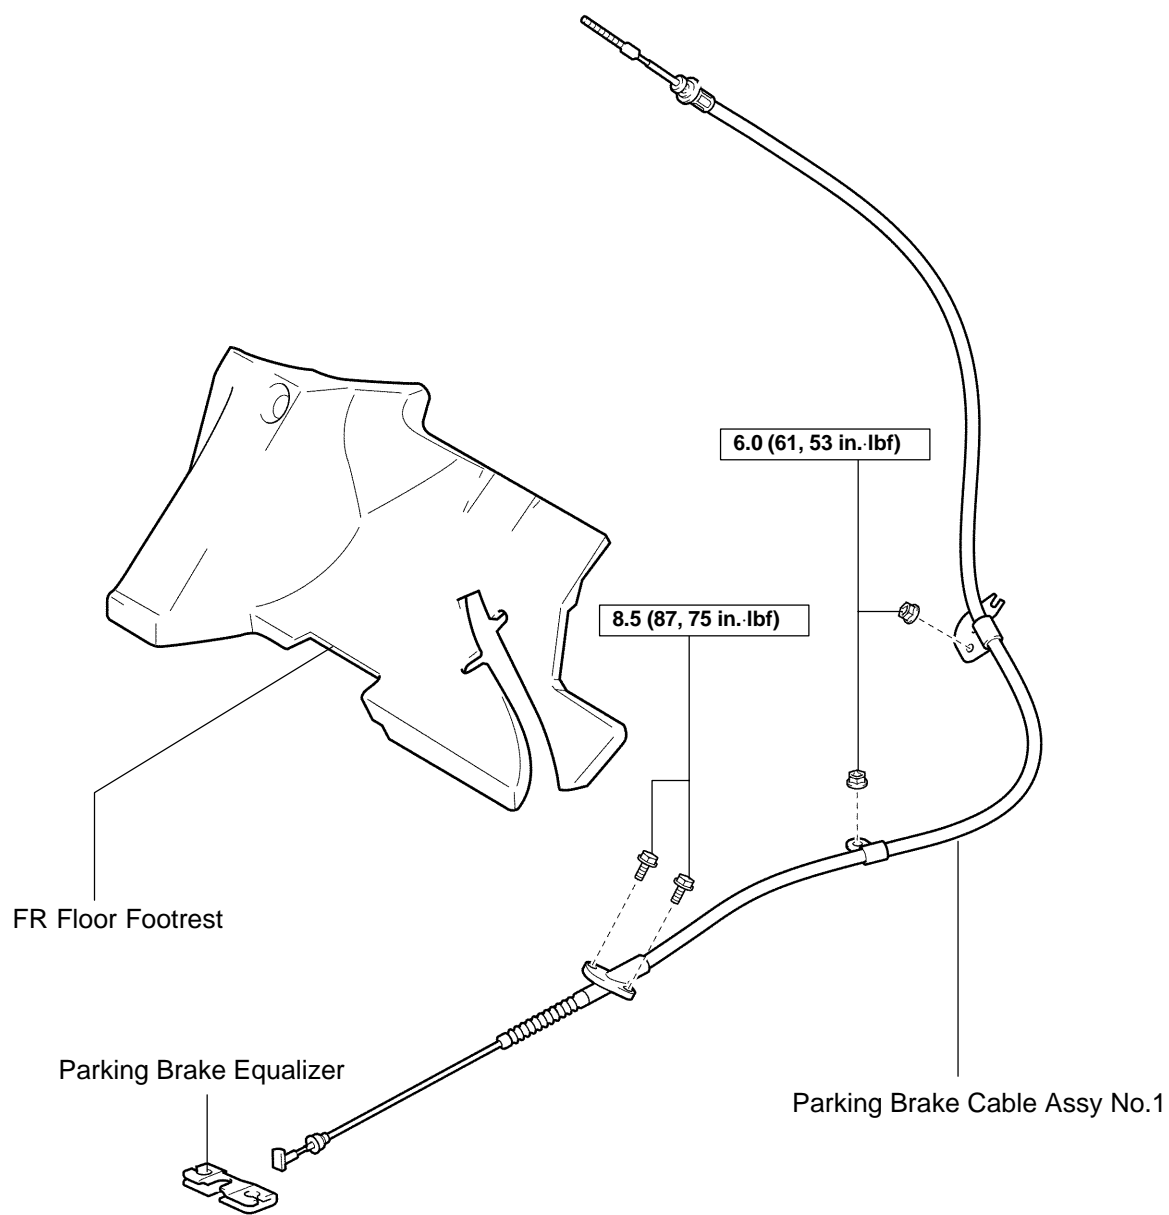 6.0 (61, 53 in.·lbf)
8.5 (87, 75 in.·lbf)
FR Floor Footrest
Parking Brake Equalizer
Parking Brake Cable Assy No.1